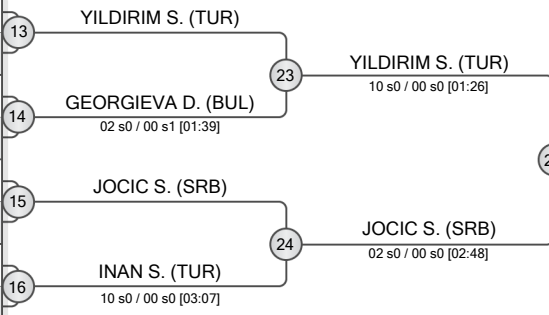 YILDIRIM S. (TUR)
13
23
YILDIRIM S. (TUR)
10 s0 / 00 s0 [01:26]
GEORGIEVA D. (BUL)
14
02 s0 / 00 s1 [01:39]
JOCIC S. (SRB)
15
24
JOCIC S. (SRB)
02 s0 / 00 s0 [02:48]
INAN S. (TUR)
16
10 s0 / 00 s0 [03:07]